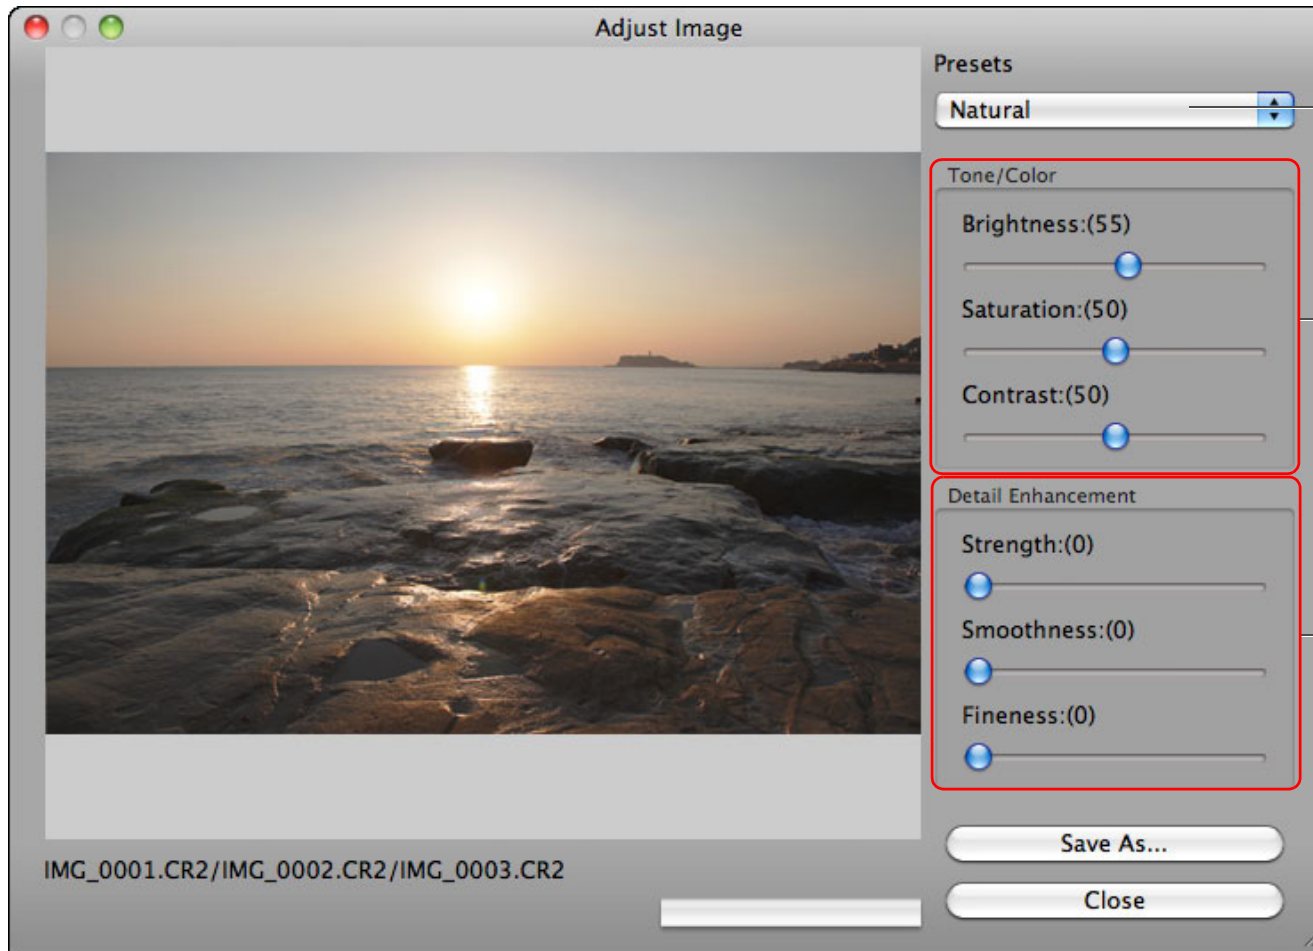 Adjust Image
Presets
Natural
Tone/Color
Brightness:(55)
Saturation:(50)
Contrast:(50)
Detail Enhancement
Strength:(0)
Smoothness:(0)
Fineness:(0)
Save As...
Close
IMG_0001.CR2/IMG_0002.CR2/IMG_0003.CR2